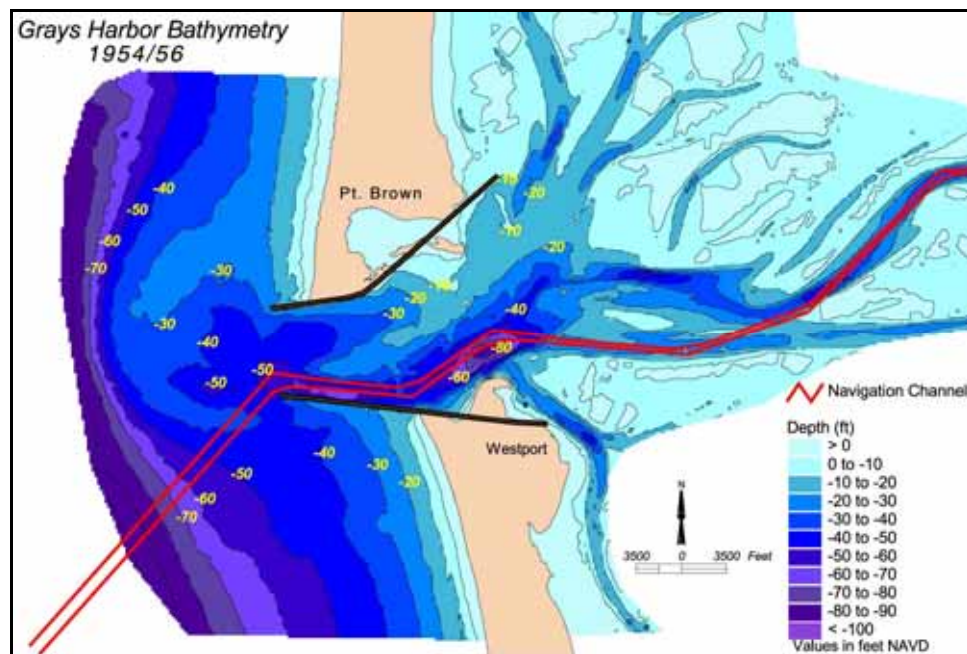 Grays Harbor Bathymetry
1954/56
-40
-50
-60
-70
-30
-30
-40
-50
-50
Pt. Brown
-20
-10
-20
-20
-30
-40
-60
-40
-30
-20
-50
-60
-70
Westport
N
3500 0 3500 Feet
Navigation Channel
Depth (ft)
> 0
0 to -10
-10 to -20
-20 to -30
-30 to -40
-40 to -50
-50 to -60
-60 to -70
-70 to -80
-80 to -90
< -100
Values in feet NAVD